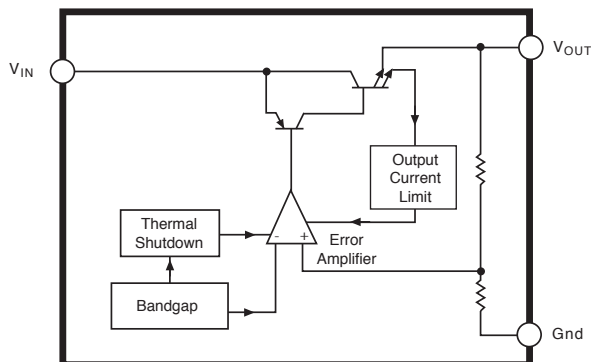 VIN
VOUT
Output
Current
Limit
Thermal
Shutdown
- +
Error
Amplifier
Bandgap
Gnd